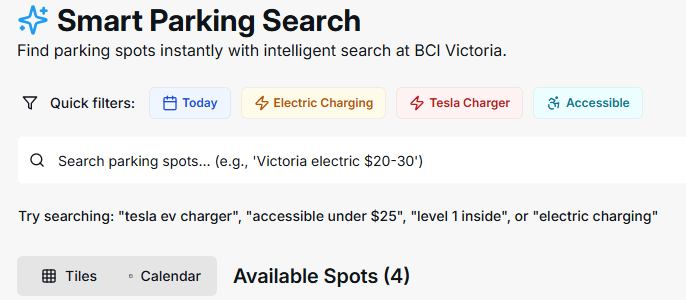 Smart Parking Search
Find parking spots instantly with intelligent search at BCI Victoria.
Quick filters: Today Electric Charging Tesla Charger Accessible
Search parking spots... (e.g., 'Victoria electric $20-30')
Try searching: "tesla ev charger", "accessible under $25", "level 1 inside", or "electric charging"
Tiles Calendar Available Spots (4)